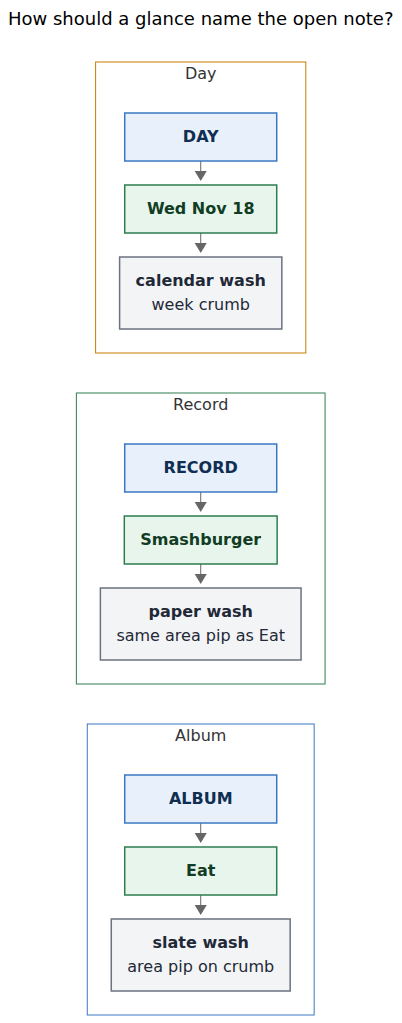 How should a glance name the open note?
Day
DAY
Wed Nov 18
calendar wash
week crumb
Record
RECORD
Smashburger
paper wash
same area pip as Eat
Album
ALBUM
Eat
slate wash
area pip on crumb